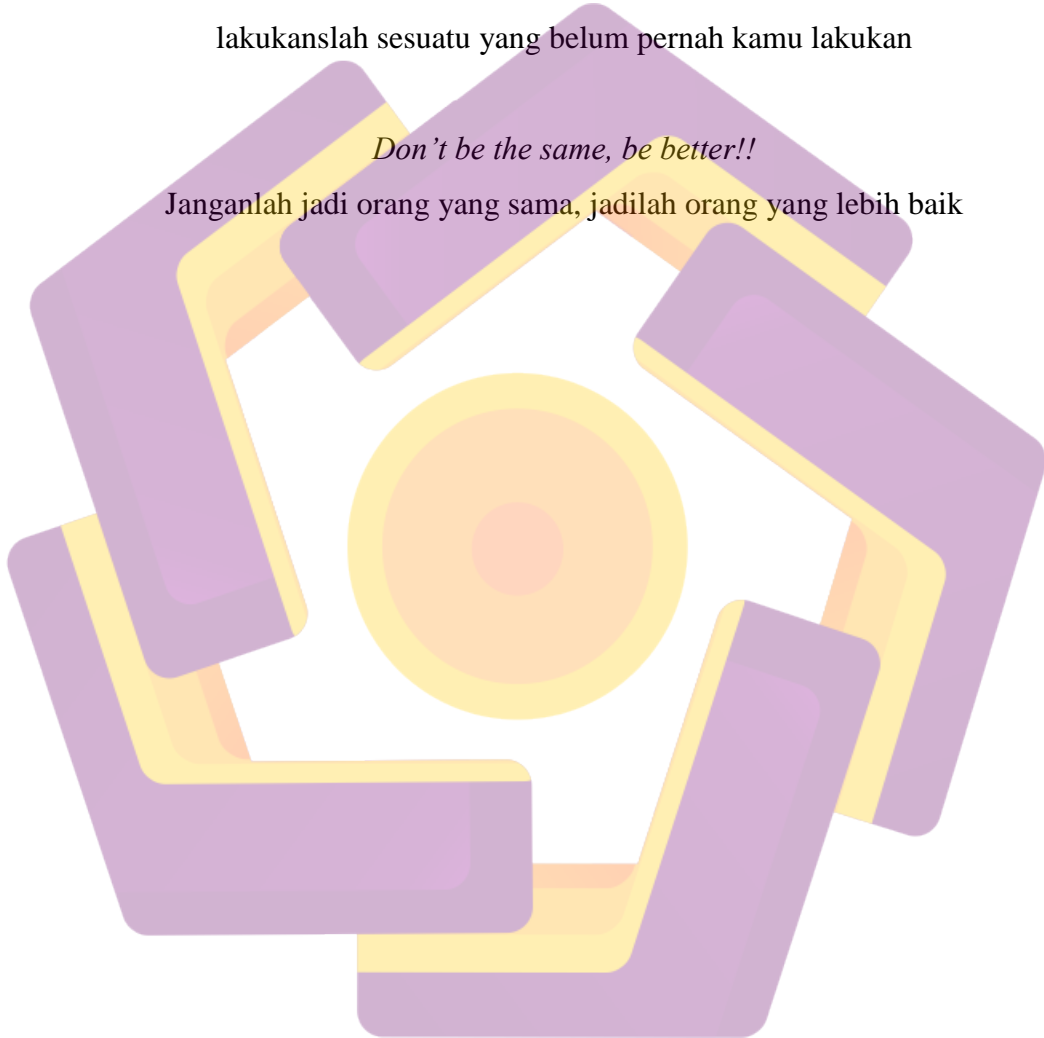 lakukanslah sesuatu yang belum pernah kamu lakukan
Don't be the same, be better!!
Janganlah jadi orang yang sama, jadilah orang yang lebih baik